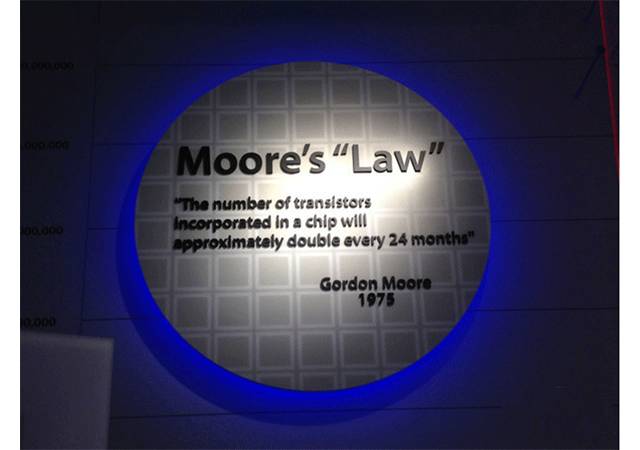 Moore's "Law"
"The number of transistors
incorporated in a chip will
approximately double every 24 months"
Gordon Moore
1975